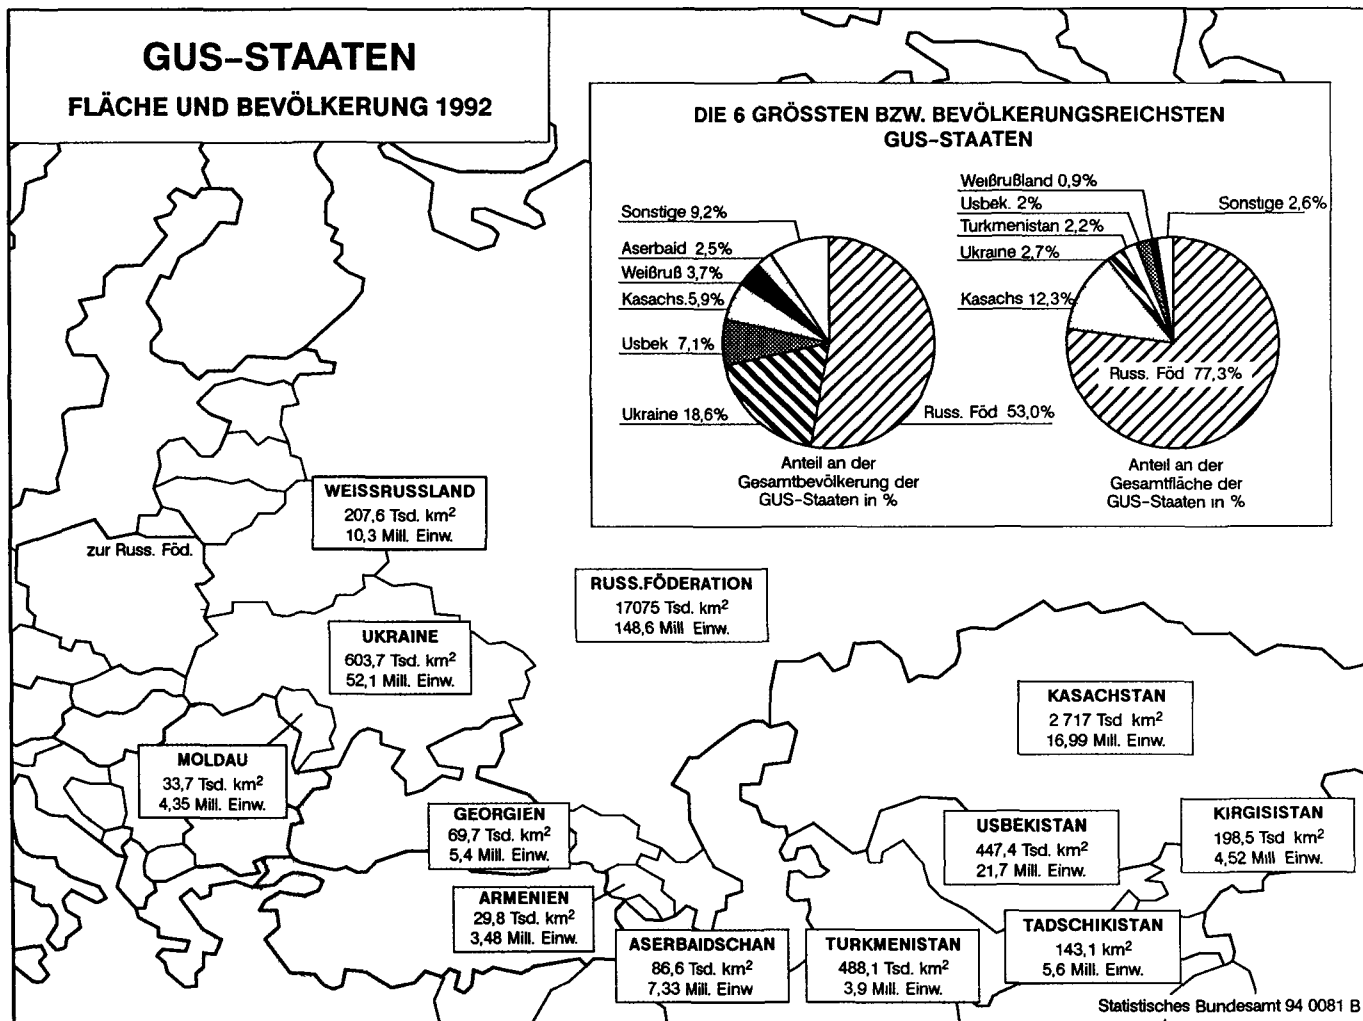 GUS-STAATEN
FLÄCHE UND BEVÖLKERUNG 1992
DIE 6 GRÖSSTEN BZW. BEVÖLKERUNGSREICHSTEN
GUS-STAATEN
Sonstige 9,2%
Aserbaid 2,5%
Weißruß 3,7%
Kasachs. 5,9%
Usbek 7,1%
Ukraine 18,6%
Russ. Föd 53,0%
Anteil an der
Gesamtbevölkerung der
GUS-Staaten in %
Weißrußland 0,9%
Usbek. 2%
Turkmenistan 2,2%
Ukraine 2,7%
Kasachs 12,3%
Sonstige 2,6%
Russ. Föd 77,3%
Anteil an der
Gesamtfläche der
GUS-Staaten in %
WEISSRUSSLAND
207,6 Tsd. km²
10,3 Mill. Einw.
zur Russ. Föd.
RUSS.FÖDERATION
17075 Tsd. km²
148,6 Mill Einw.
UKRAINE
603,7 Tsd. km²
52,1 Mill. Einw.
KASACHSTAN
2 717 Tsd km²
16,99 Mill. Einw.
MOLDAU
33,7 Tsd. km²
4,35 Mill. Einw.
GEORGIEN
69,7 Tsd. km²
5,4 Mill. Einw.
USBEKISTAN
447,4 Tsd. km²
21,7 Mill. Einw.
KIRGISISTAN
198,5 Tsd km²
4,52 Mill Einw.
ARMENIEN
29,8 Tsd. km²
3,48 Mill. Einw.
ASERBAIDSCHAN
86,6 Tsd. km²
7,33 Mill. Einw
TURKMENISTAN
488,1 Tsd. km²
3,9 Mill. Einw.
TADSCHIKISTAN
143,1 km²
5,6 Mill. Einw.
Statistisches Bundesamt 94 0081 B